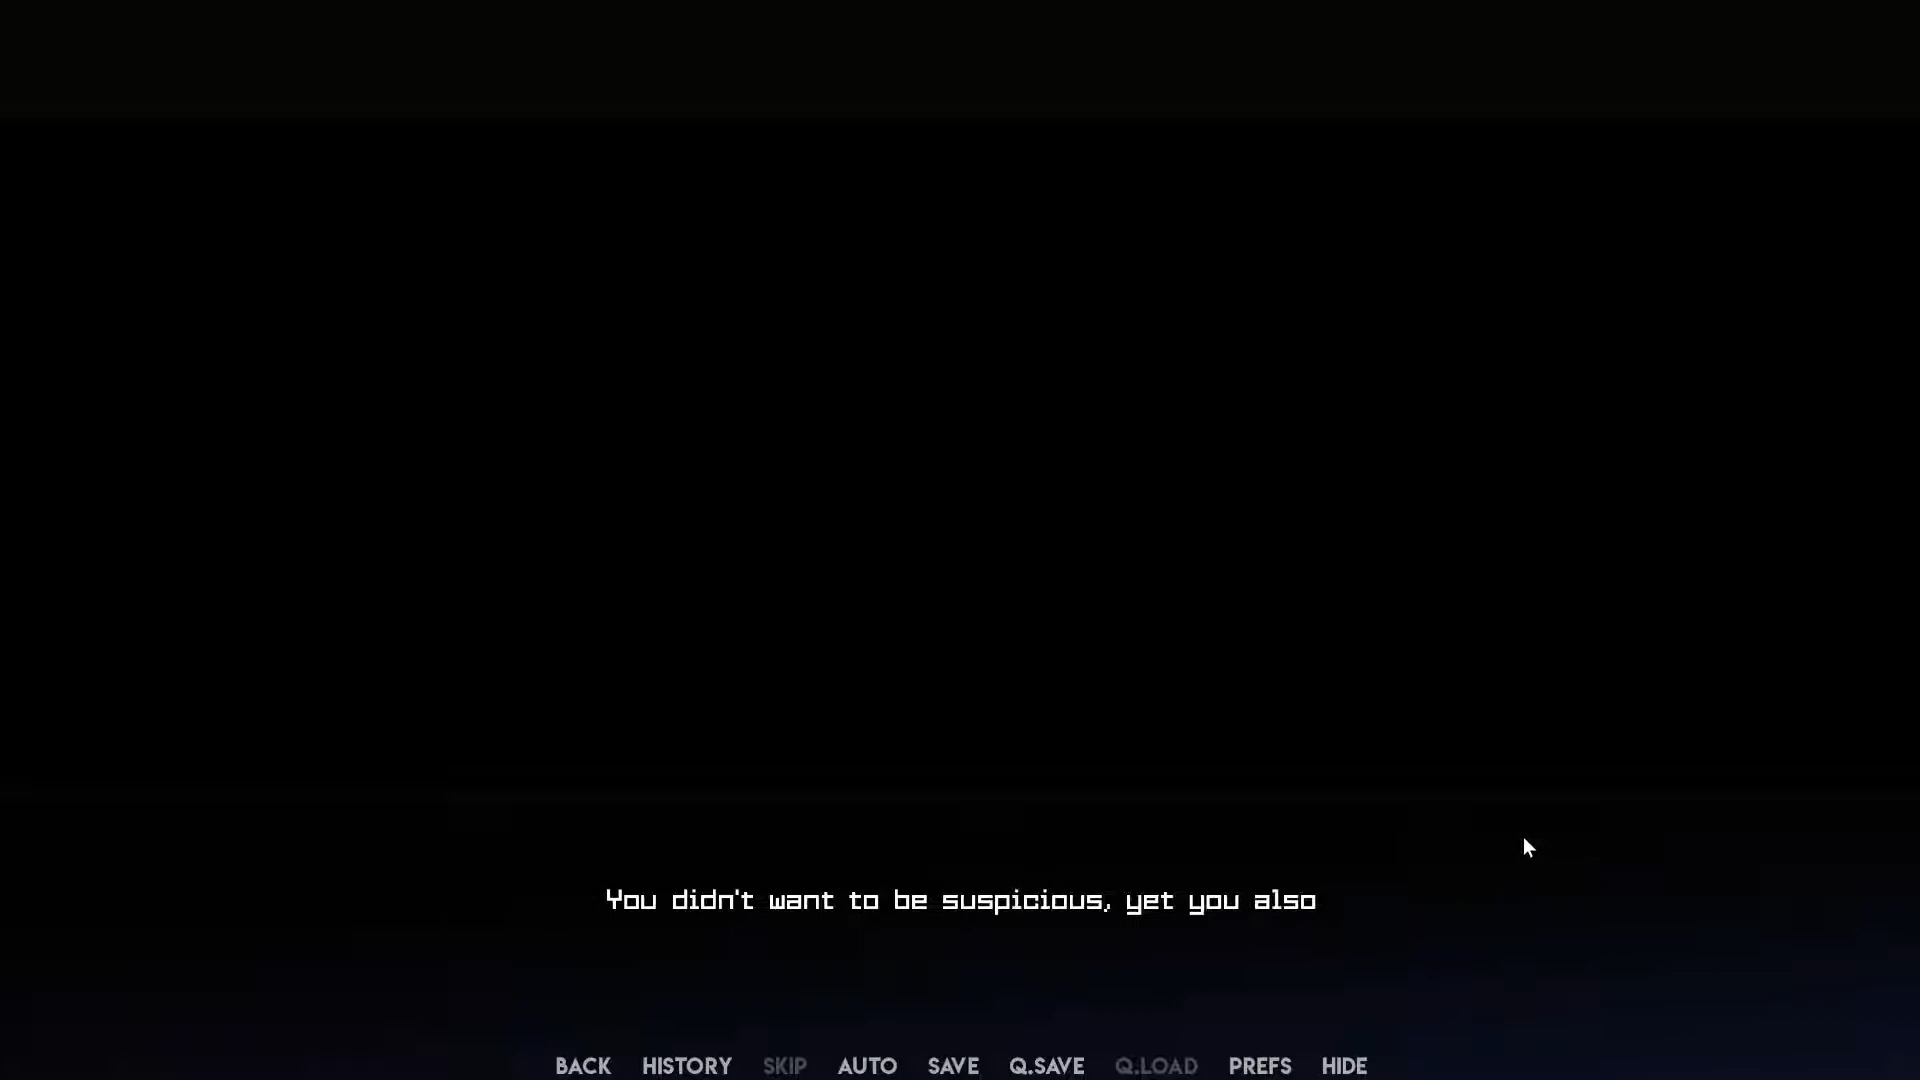 You didn't want to be suspicious, yet you also
BACK HISTORY SKIP AUTO SAVE Q.SAVE Q.LOAD PREFS HIDE